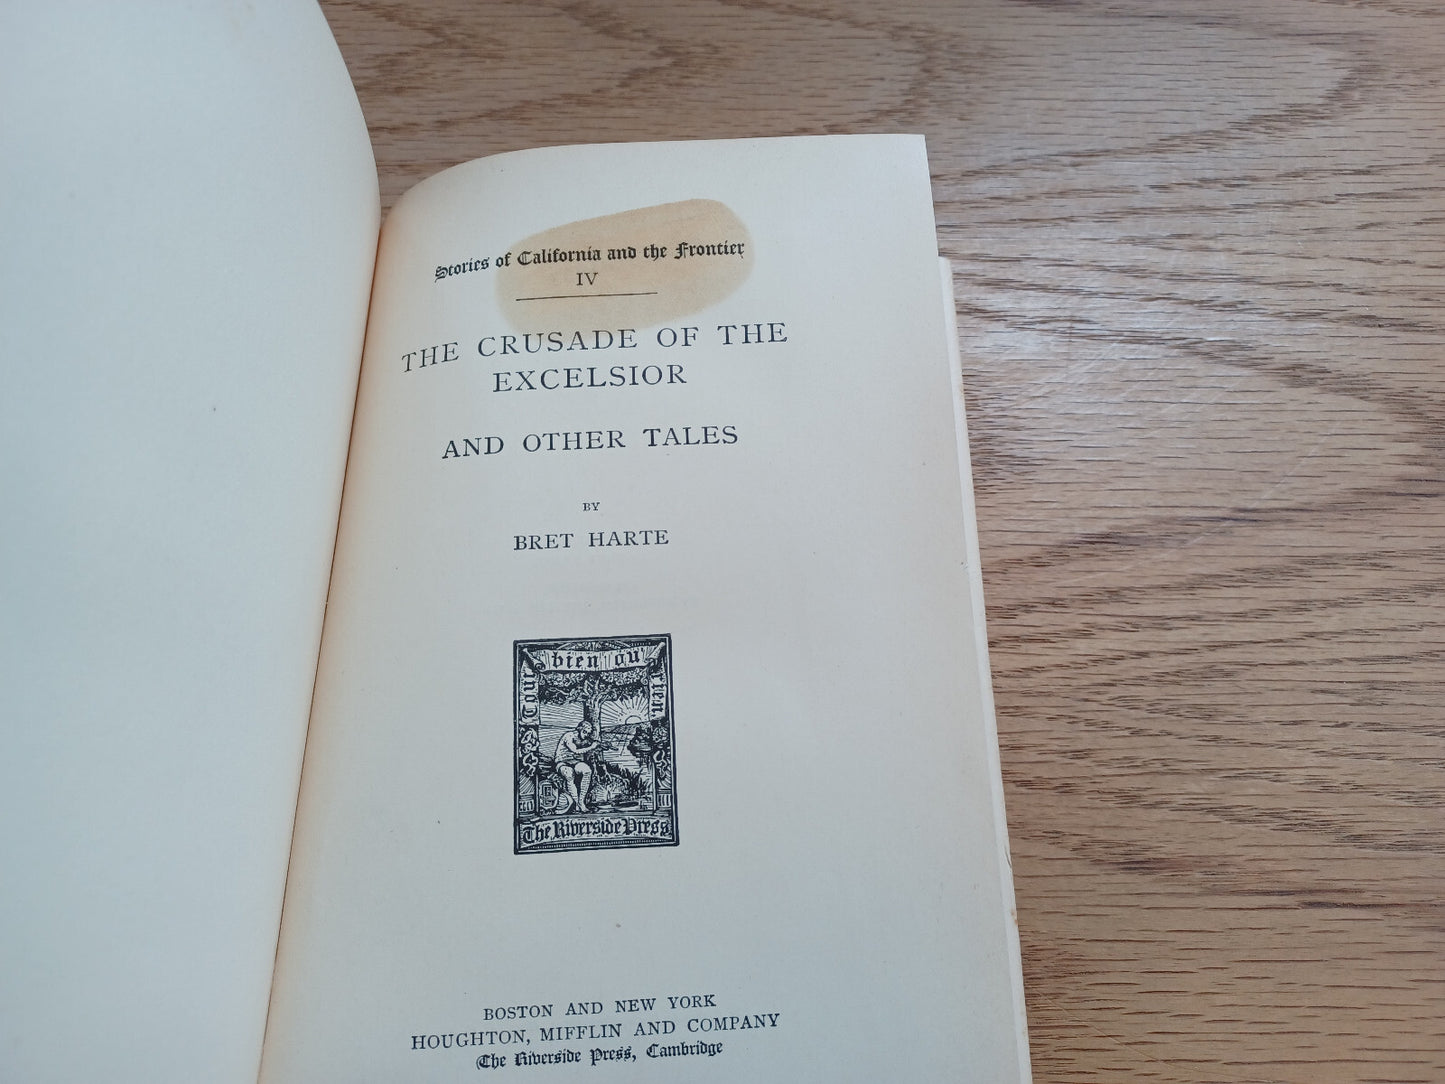 Stories of California and the Frontier
IV
THE CRUSADE OF THE
EXCELSIOR
AND OTHER TALES
BY
BRET HARTE
Tout bien ou rien.
The Riverside Press
BOSTON AND NEW YORK
HOUGHTON, MIFFLIN AND COMPANY
The Riverside Press, Cambridge